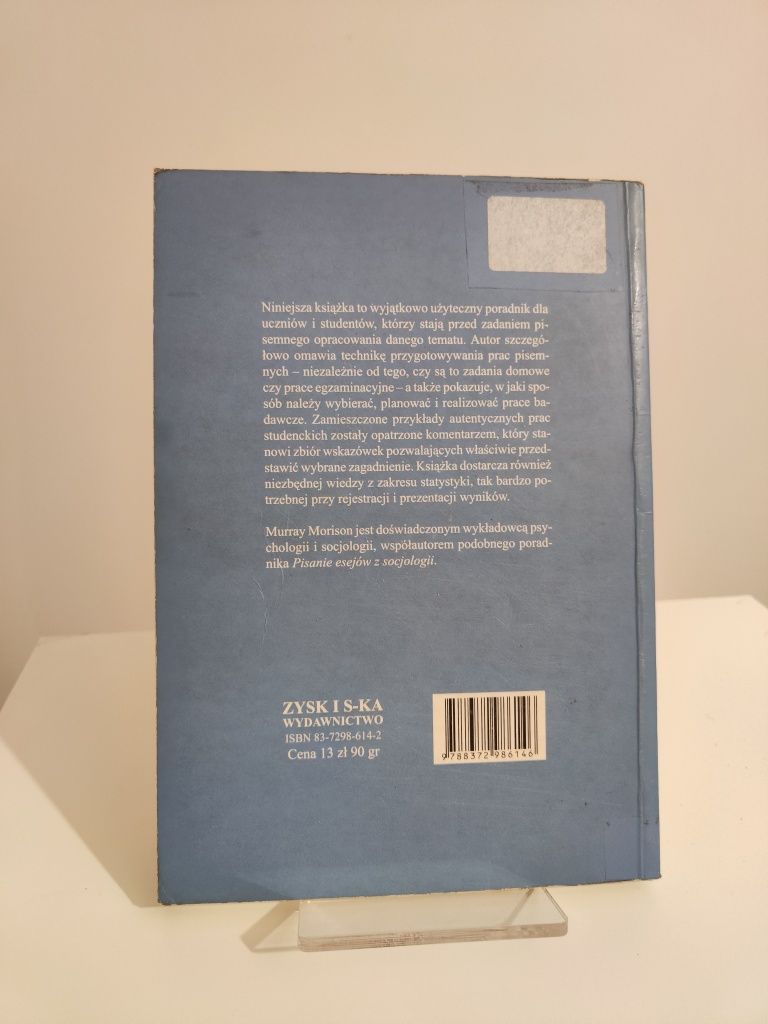 Niniejsza książka to wyjątkowo użyteczny poradnik dla
uczniów i studentów, którzy stają przed zadaniem pi-
semnego opracowania danego tematu. Autor szczegó-
łowo omawia technikę przygotowywania prac pisem-
nych – niezależnie od tego, czy są to zadania domowe
czy prace egzaminacyjne – a także pokazuje, w jaki spo-
sób należy wybierać, planować i realizować prace ba-
dawcze. Zamieszczone przykłady autentycznych prac
studenckich zostały opatrzone komentarzem, który sta-
nowi zbiór wskazówek pozwalających właściwie przed-
stawić wybrane zagadnienie. Książka dostarcza również
niezbędnej wiedzy z zakresu statystyki, tak bardzo po-
trzebnej przy rejestracji i prezentacji wyników.
Murray Morison jest doświadczonym wykładowcą psy-
chologii i socjologii, współautorem podobnego porad-
nika Pisanie esejów z socjologii.
ZYSK I S-KA
WYDAWNICTWO
ISBN 83-7298-614-2
Cena 13 zł 90 gr
9 788372 986146